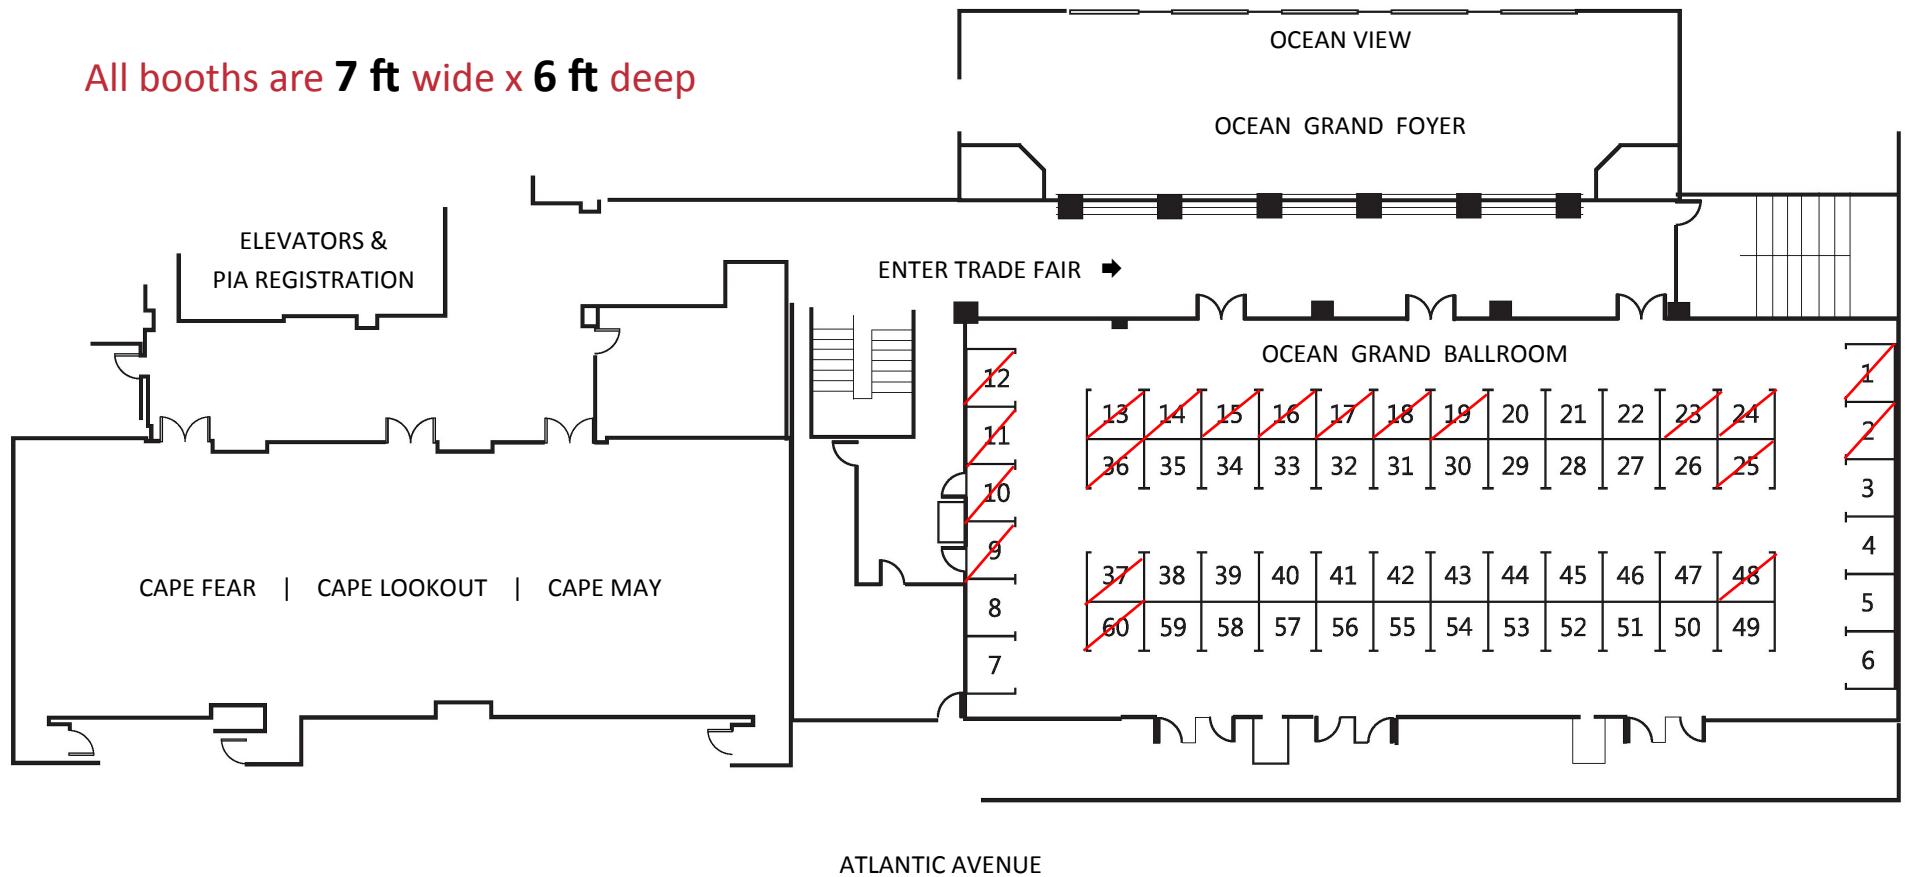 OCEAN VIEW
All booths are 7 ft wide x 6 ft deep
OCEAN GRAND FOYER
ELEVATORS &
PIA REGISTRATION
ENTER TRADE FAIR
OCEAN GRAND BALLROOM
12
11
10
9
8
7
13 14 15 16 17 18 19 20 21 22 23 24
36 35 34 33 32 31 30 29 28 27 26 25
37 38 39 40 41 42 43 44 45 46 47 48
60 59 58 57 56 55 54 53 52 51 50 49
1
2
3
4
5
6
CAPE FEAR | CAPE LOOKOUT | CAPE MAY
ATLANTIC AVENUE